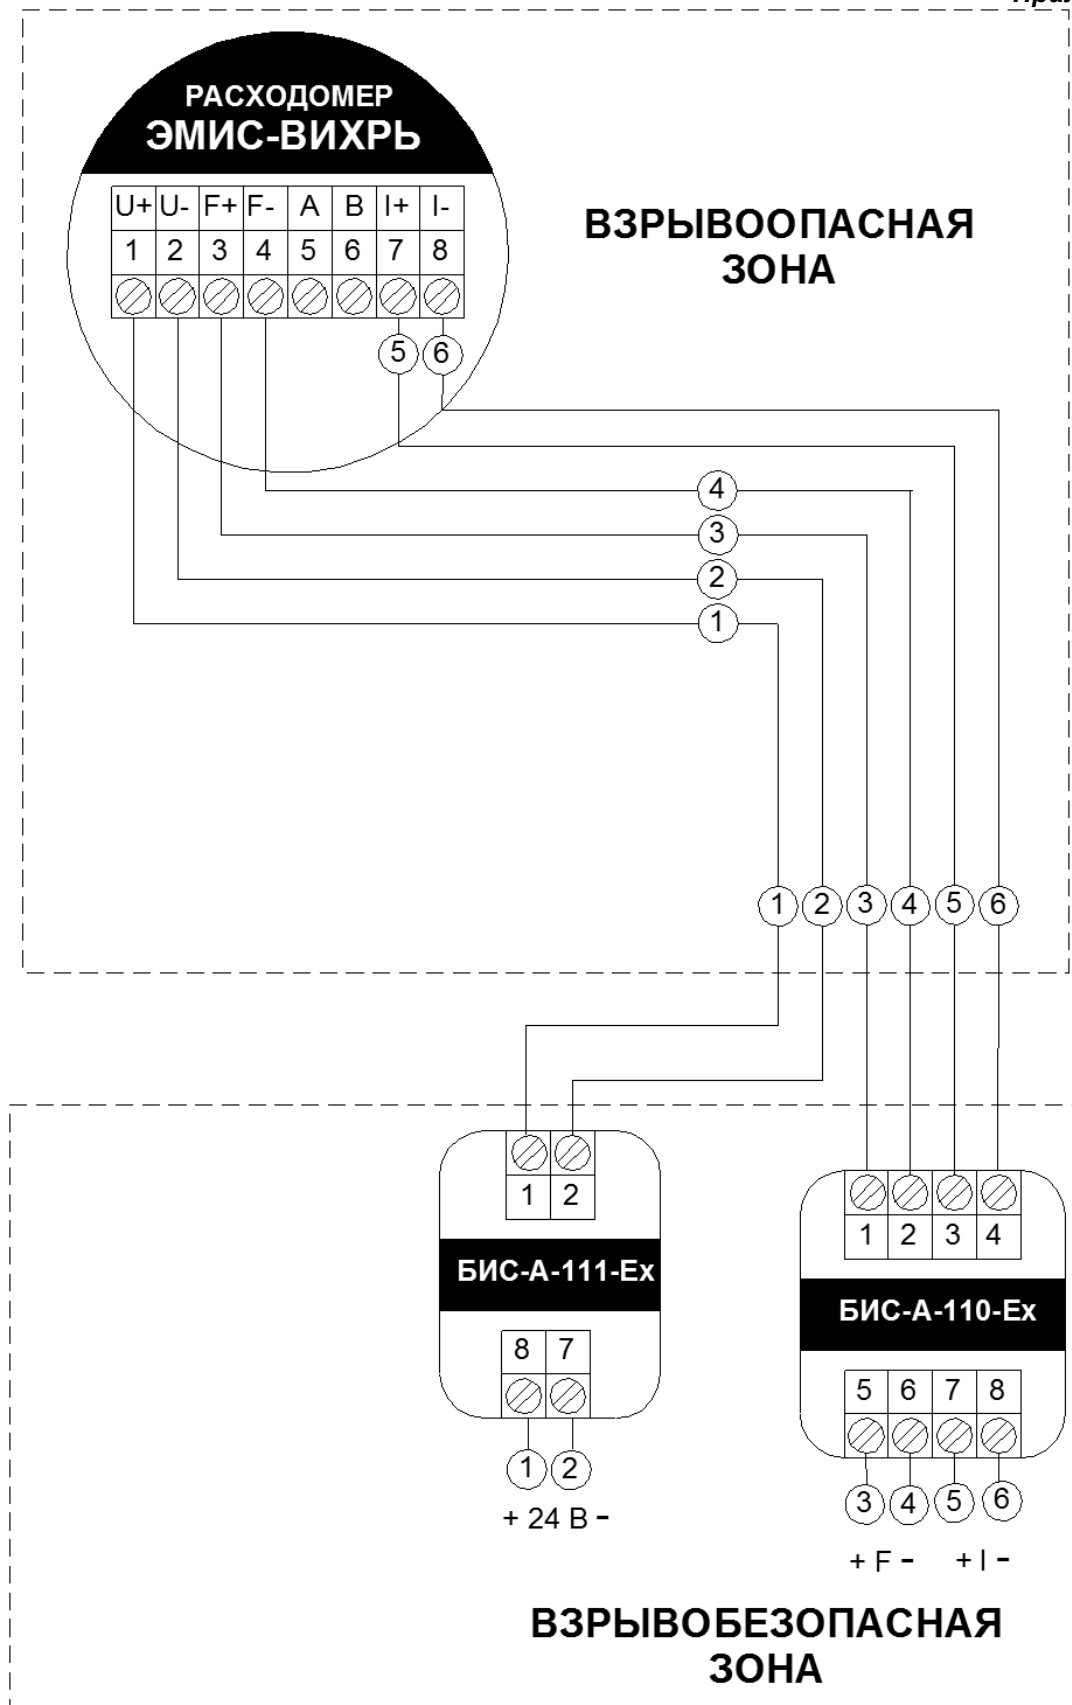 РАСХОДОМЕР
ЭМИС-ВИХРЬ
U+ U- F+ F- A B I+ I-
1 2 3 4 5 6 7 8
ВЗРЫВООПАСНАЯ
ЗОНА
5 6
4
3
2
1
1 2 3 4 5 6
1 2
БИС-А-111-Ex
8 7
1 2
+ 24 В -
1 2 3 4
БИС-А-110-Ex
5 6 7 8
3 4 5 6
+ F - + I -
ВЗРЫВОБЕЗОПАСНАЯ
ЗОНА